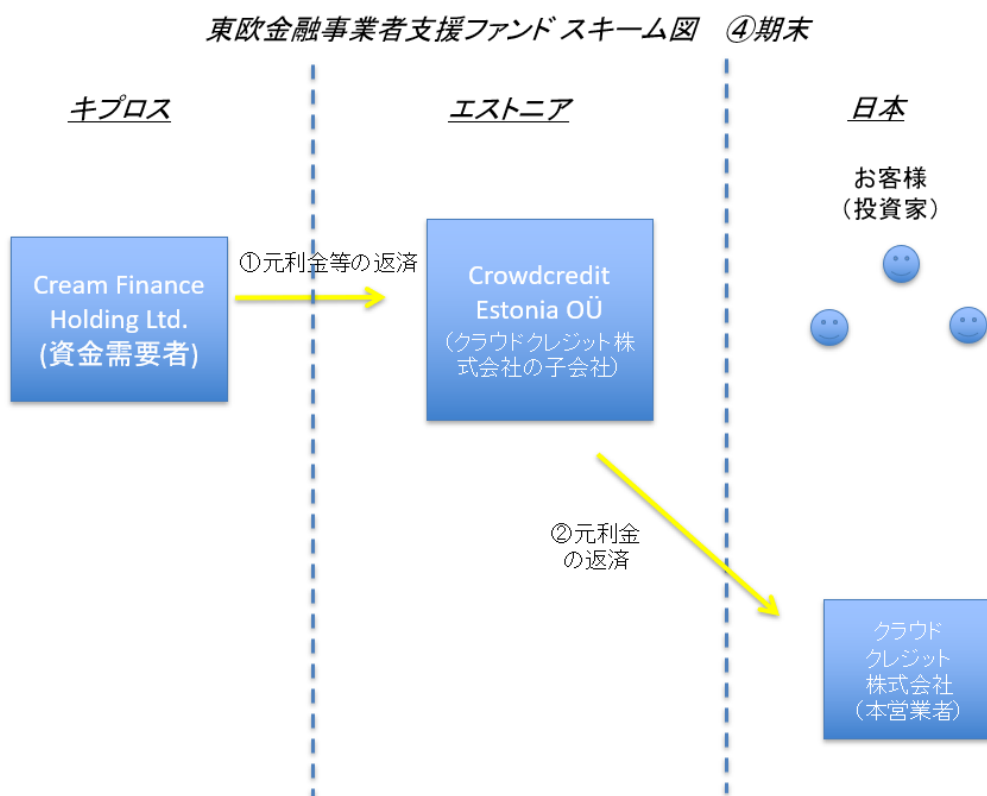 東欧金融事業者支援ファンド スキーム図　④期末
キプロス
エストニア
日本
お客様
（投資家）
Cream Finance
Holding Ltd.
(資金需要者)
①元利金等の返済
Crowdcredit
Estonia OÜ
（クラウドクレジット株
式会社の子会社）
②元利金
の返済
クラウド
クレジット
株式会社
（本営業者）